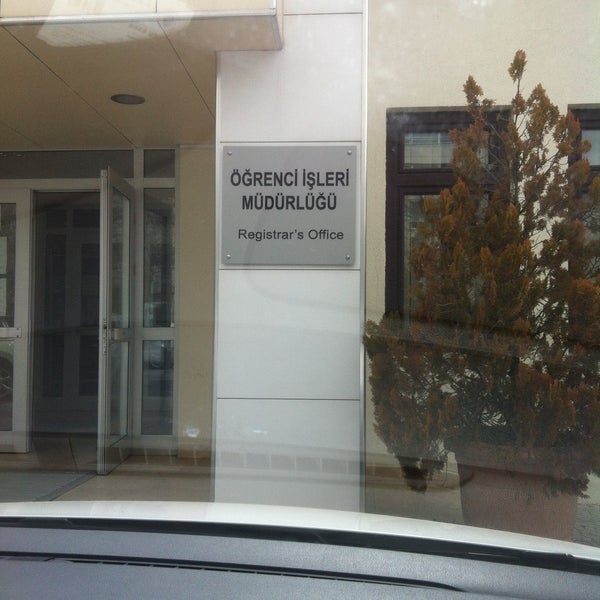 ÖĞRENCİ İŞLERİ
MÜDÜRLÜĞÜ
Registrar's Office